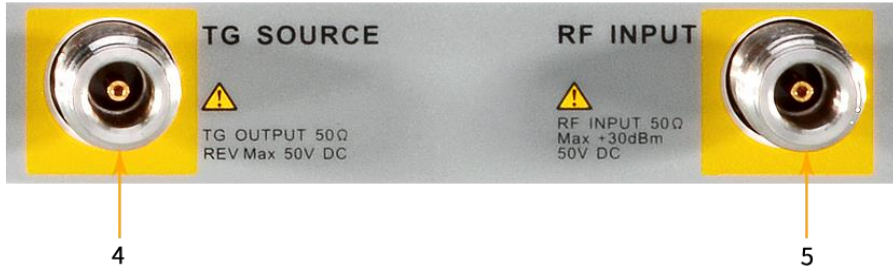 TG SOURCE
TG OUTPUT 50Ω
REV Max 50V DC
RF INPUT
RF INPUT 50Ω
Max +30dBm
50V DC
4
5